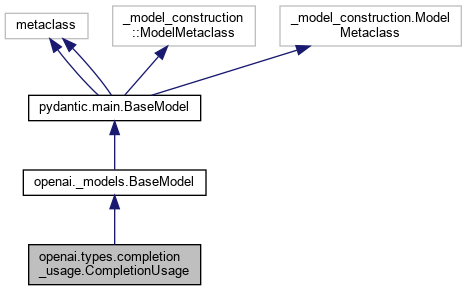 metaclass
_model_construction
::ModelMetaclass
_model_construction.Model
Metaclass
pydantic.main.BaseModel
openai._models.BaseModel
openai.types.completion
_usage.CompletionUsage